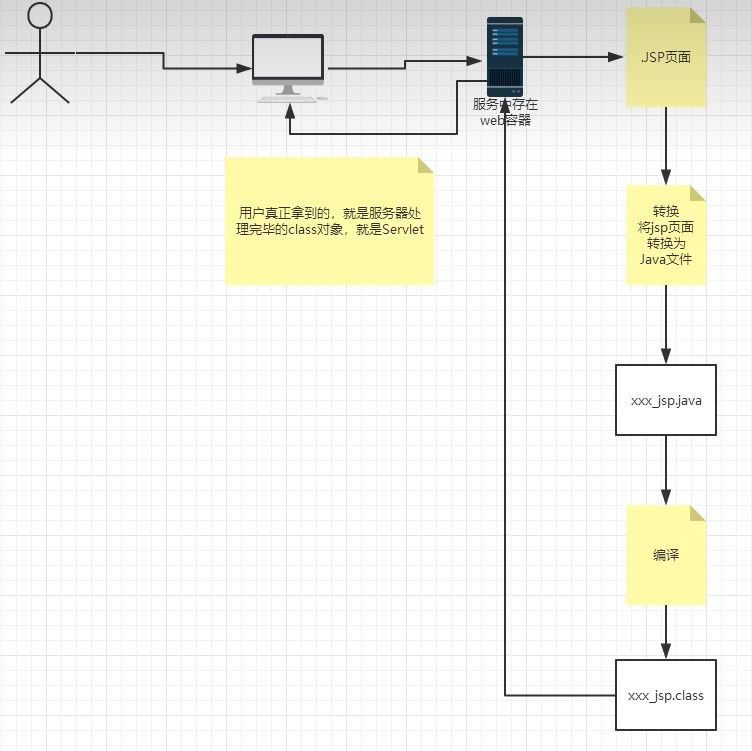 .JSP页面
服务中存在
web容器
用户真正拿到的，就是服务器处
理完毕的class对象，就是Servlet
转换
将jsp页面
转换为
Java文件
xxx_jsp.java
编译
xxx_jsp.class